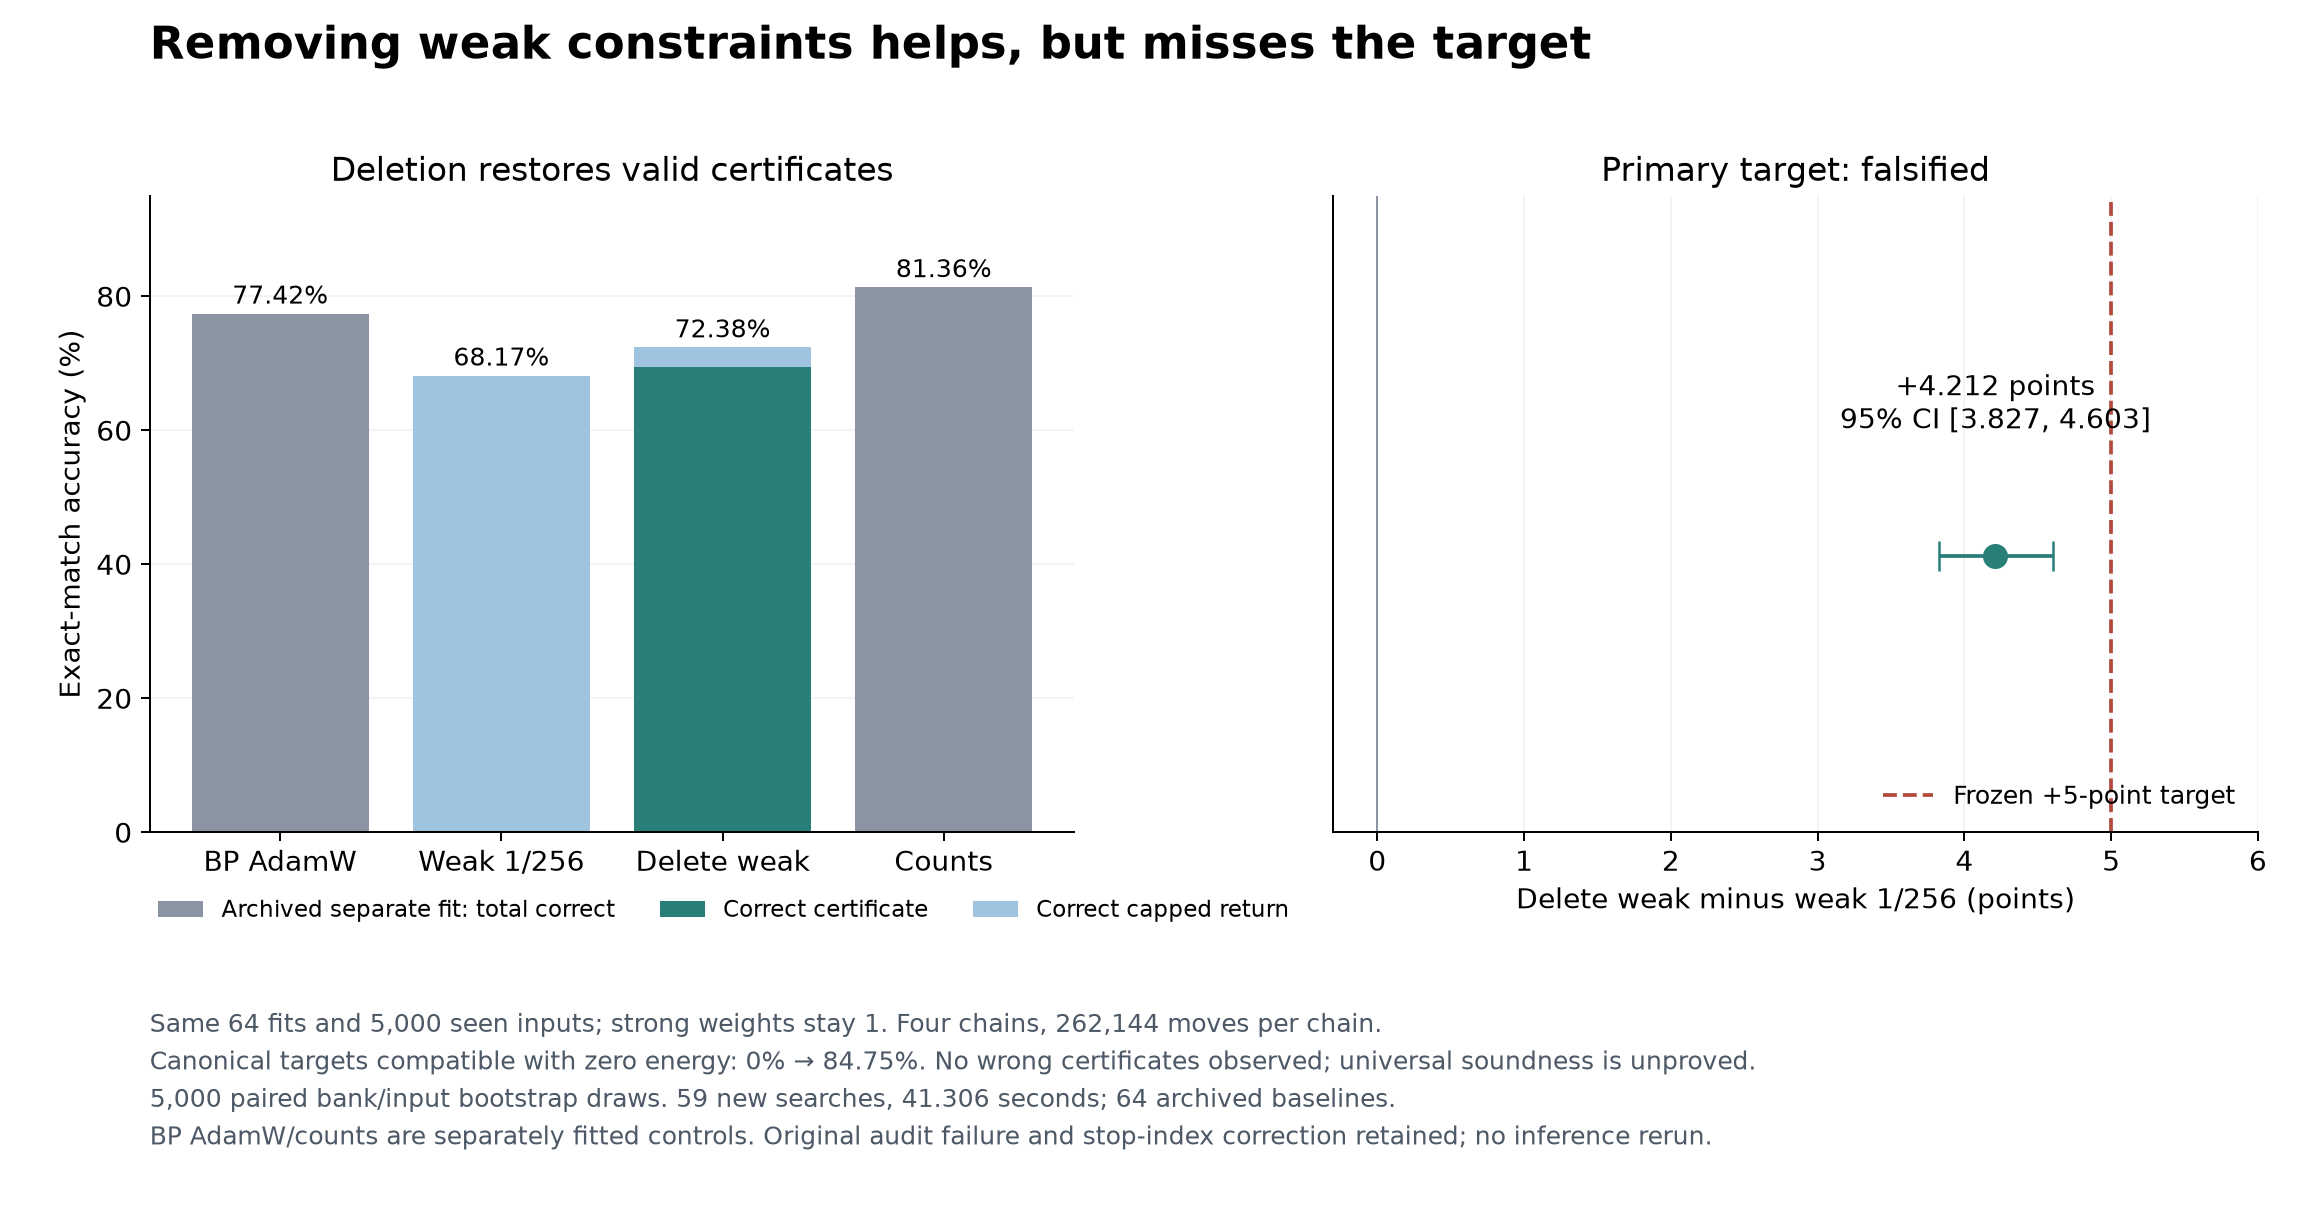 Removing weak constraints helps, but misses the target
Deletion restores valid certificates
Exact-match accuracy (%)
80
60
40
20
0
77.42%
68.17%
72.38%
81.36%
BP AdamW
Weak 1/256
Delete weak
Counts
Archived separate fit: total correct
Correct certificate
Correct capped return
Primary target: falsified
+4.212 points
95% CI [3.827, 4.603]
Frozen +5-point target
0 1 2 3 4 5 6
Delete weak minus weak 1/256 (points)
Same 64 fits and 5,000 seen inputs; strong weights stay 1. Four chains, 262,144 moves per chain.
Canonical targets compatible with zero energy: 0% → 84.75%. No wrong certificates observed; universal soundness is unproved.
5,000 paired bank/input bootstrap draws. 59 new searches, 41.306 seconds; 64 archived baselines.
BP AdamW/counts are separately fitted controls. Original audit failure and stop-index correction retained; no inference rerun.